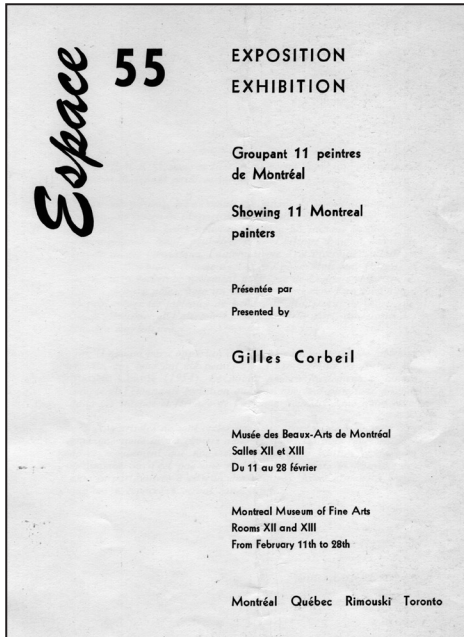 Espace 55
EXPOSITION
EXHIBITION
Groupant 11 peintres
de Montréal
Showing 11 Montreal
painters
Présentée par
Presented by
Gilles Corbeil
Musée des Beaux-Arts de Montréal
Salles XII et XIII
Du 11 au 28 février
Montreal Museum of Fine Arts
Rooms XII and XIII
From February 11th to 28th
Montréal Québec Rimouski Toronto